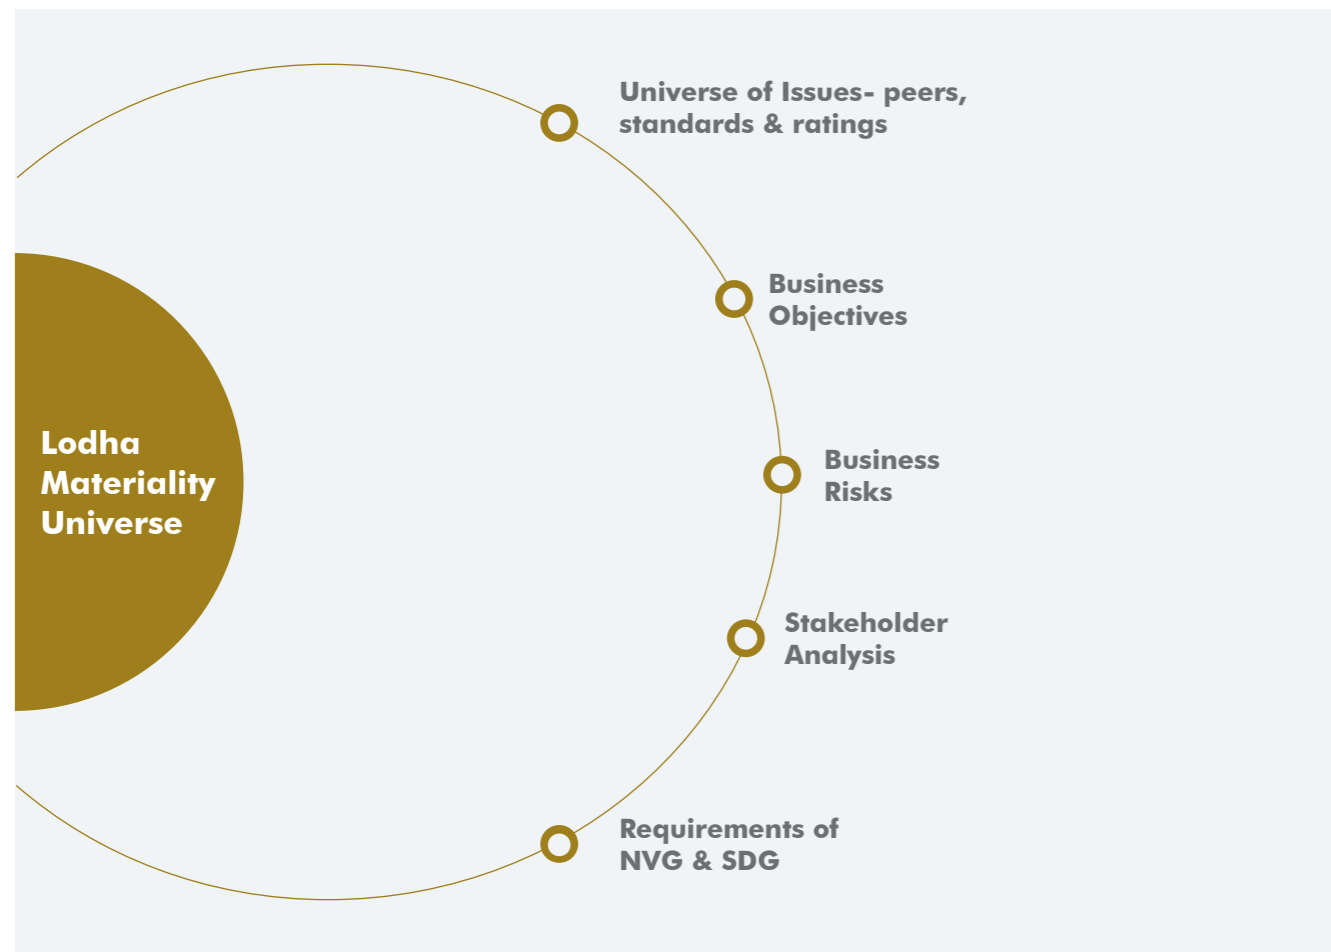 Universe of Issues- peers,
standards & ratings
Business
Objectives
Lodha
Materiality
Universe
Business
Risks
Stakeholder
Analysis
Requirements of
NVG & SDG